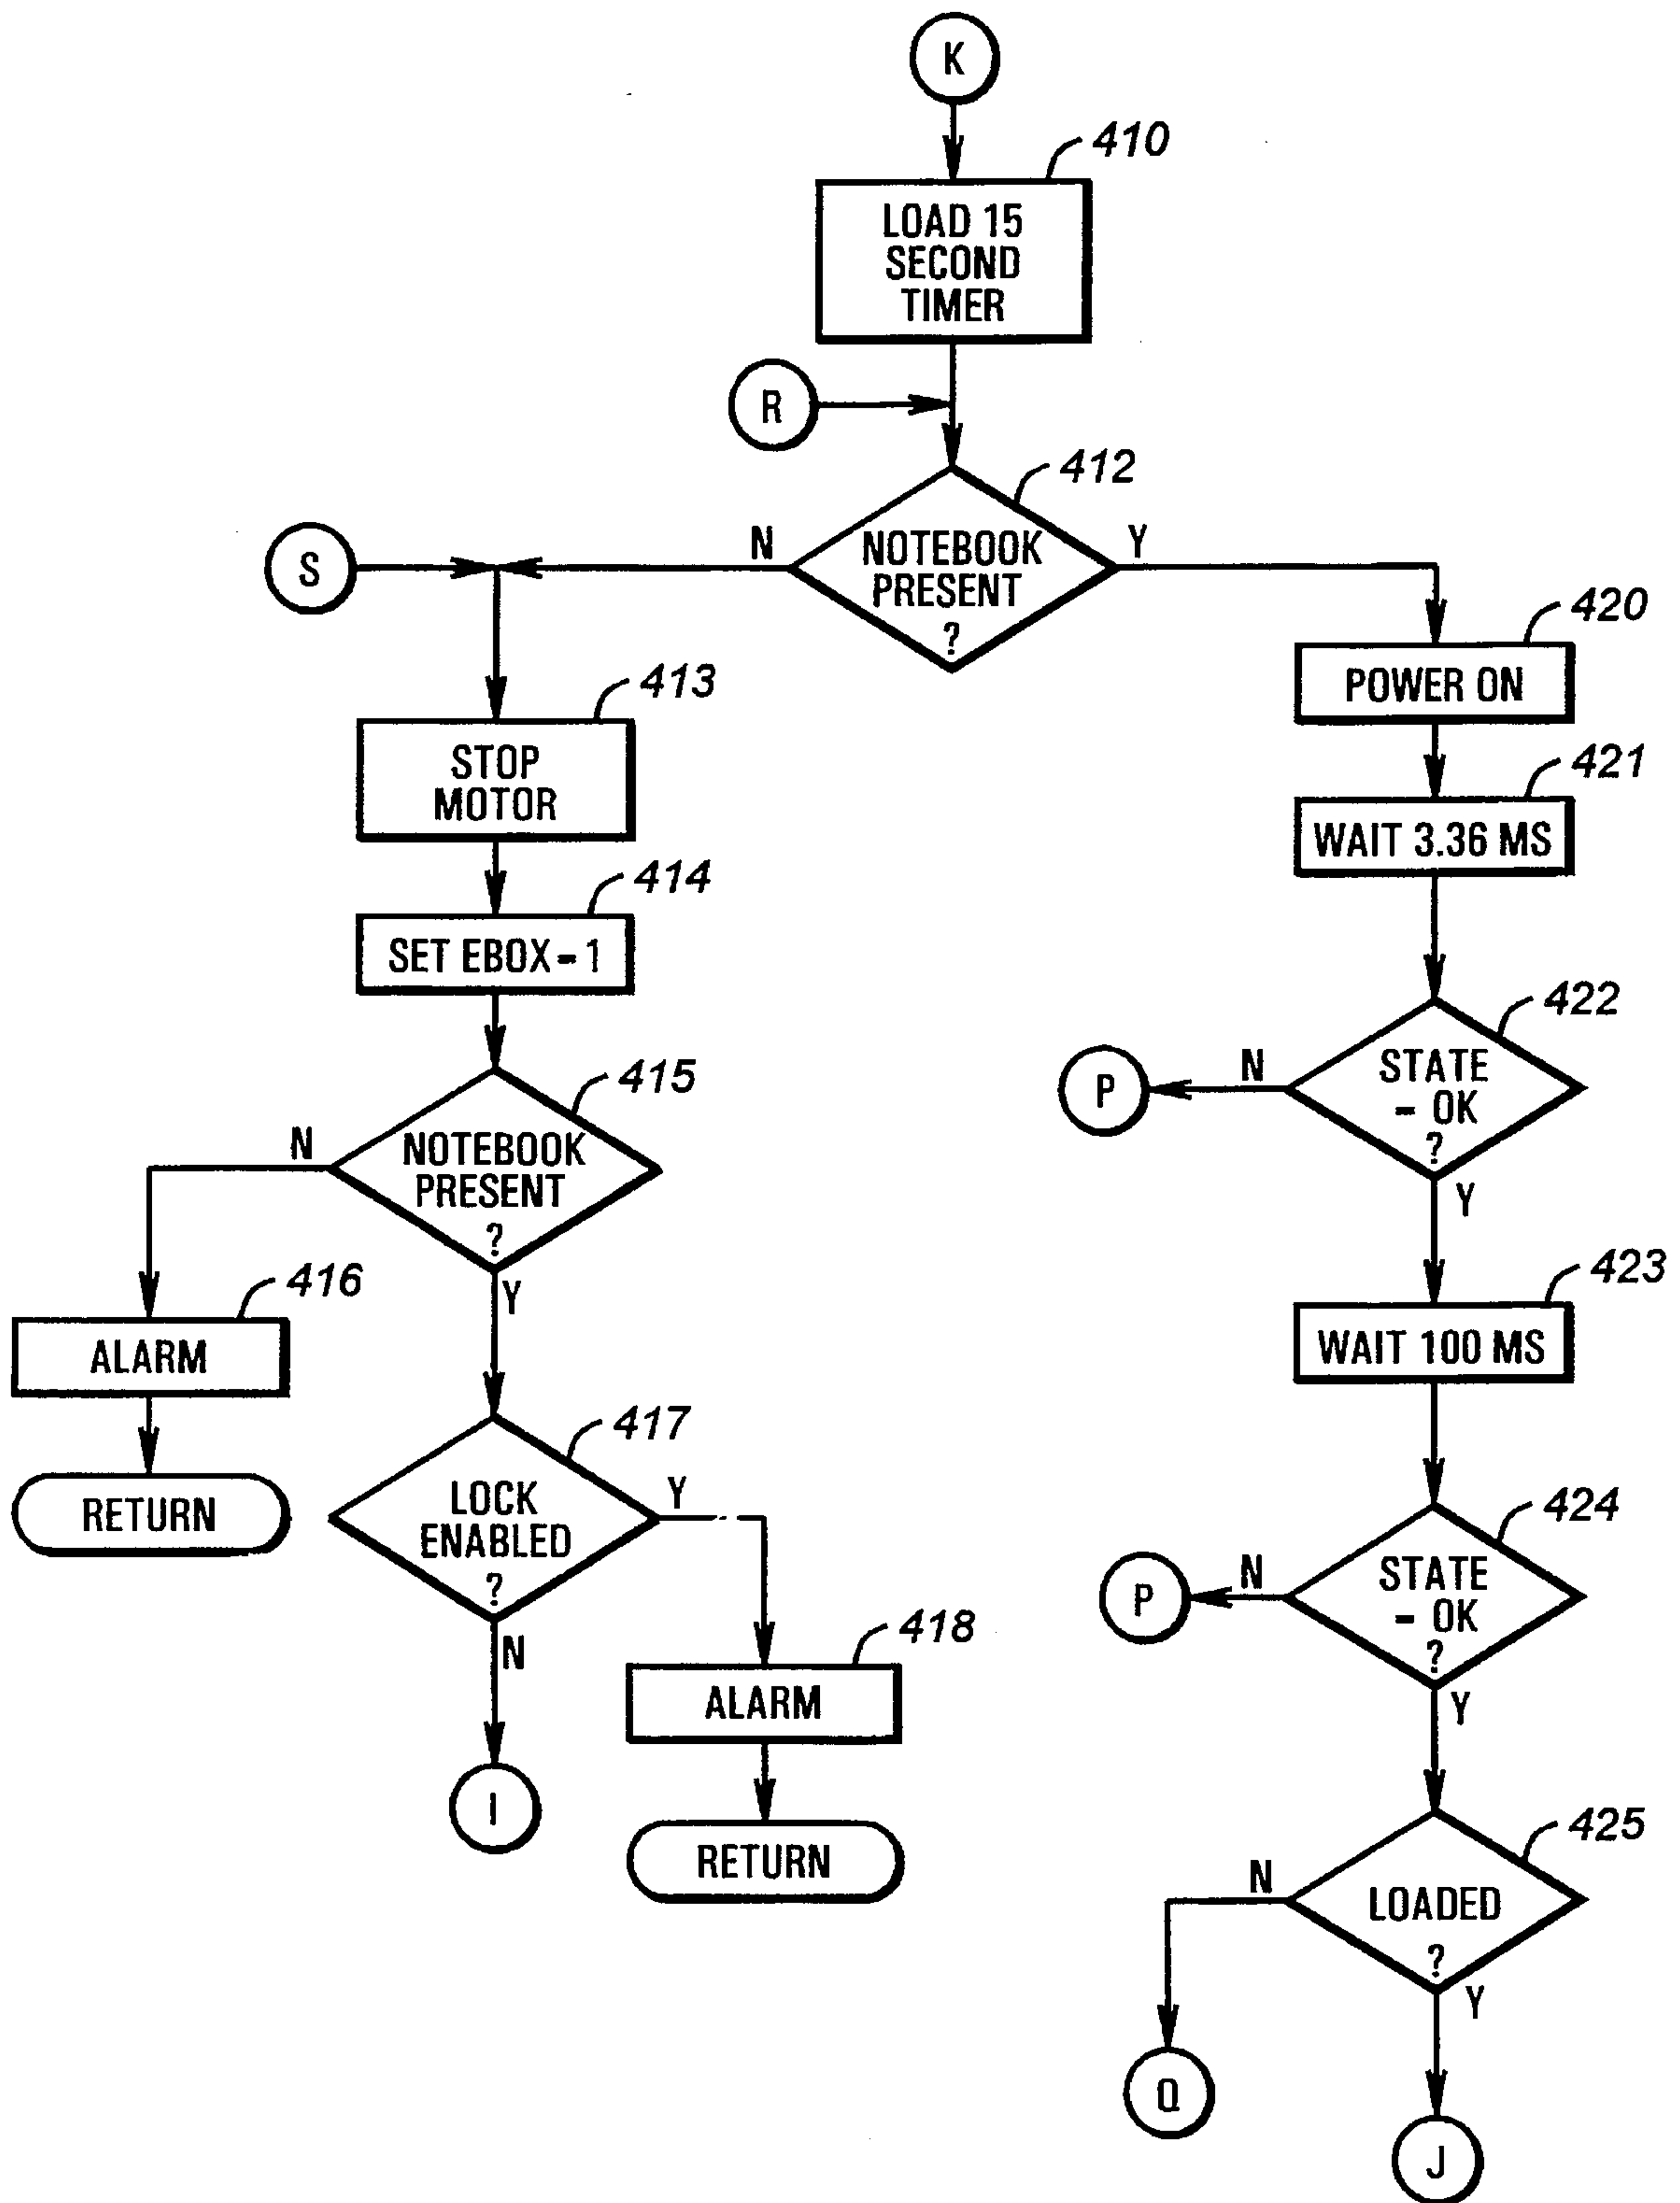 K
410
LOAD 15
SECOND
TIMER
R
412
NOTEBOOK
PRESENT
?
N
Y
S
413
STOP
MOTOR
414
SET EBOX = 1
415
NOTEBOOK
PRESENT
?
N
Y
416
ALARM
RETURN
417
LOCK
ENABLED
?
Y
N
418
ALARM
RETURN
I
420
POWER ON
421
WAIT 3.36 MS
422
STATE
= OK
?
N
P
Y
423
WAIT 100 MS
424
STATE
= OK
?
N
P
Y
425
LOADED
?
N
Y
Q
J